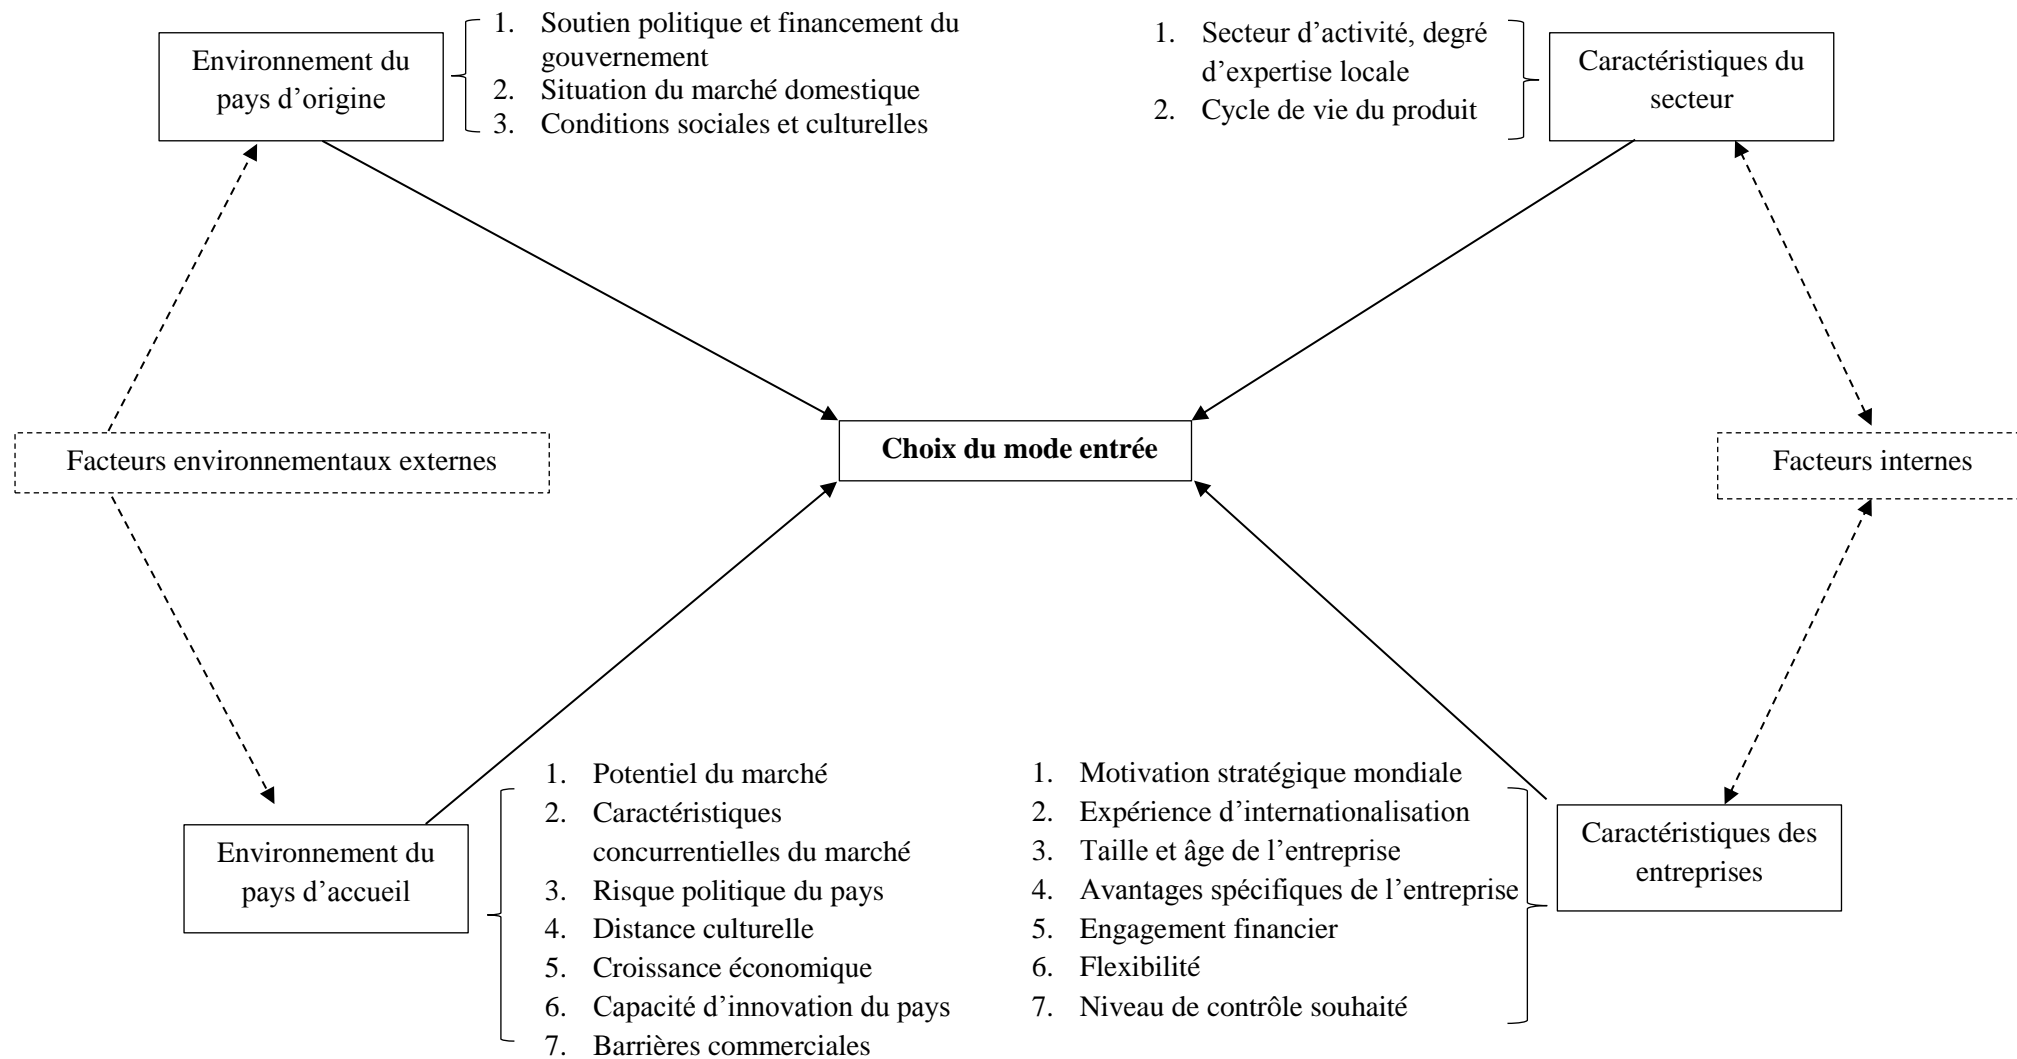 Environnement du
pays d’origine
1. Soutien politique et financement du
gouvernement
2. Situation du marché domestique
3. Conditions sociales et culturelles
1. Secteur d’activité, degré
d’expertise locale
2. Cycle de vie du produit
Caractéristiques du
secteur
Facteurs environnementaux externes
Choix du mode entrée
Facteurs internes
Environnement du
pays d’accueil
1. Potentiel du marché
2. Caractéristiques
concurrentielles du marché
3. Risque politique du pays
4. Distance culturelle
5. Croissance économique
6. Capacité d’innovation du pays
7. Barrières commerciales
1. Motivation stratégique mondiale
2. Expérience d’internationalisation
3. Taille et âge de l’entreprise
4. Avantages spécifiques de l’entreprise
5. Engagement financier
6. Flexibilité
7. Niveau de contrôle souhaité
Caractéristiques des
entreprises